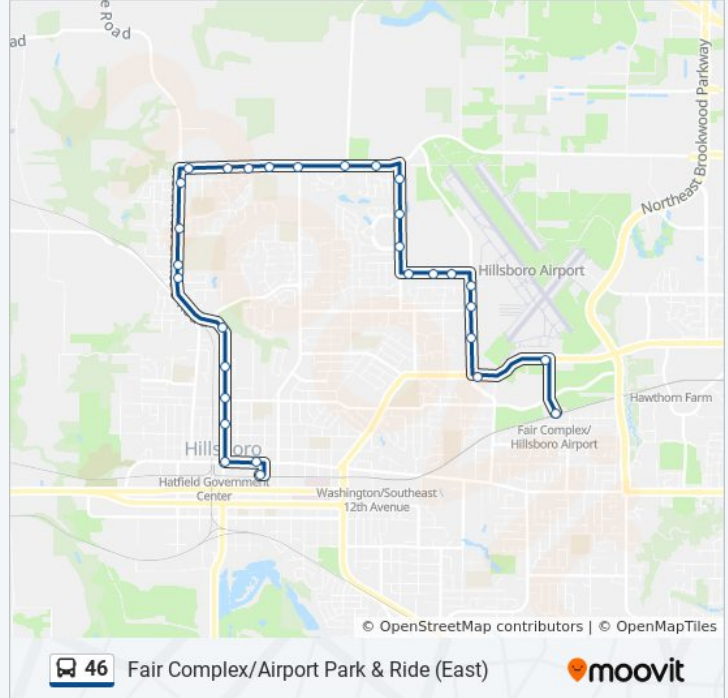 e Road
ad
Northeast Brookwood Parkway
Hillsboro Airport
Hawthorn Farm
Fair Complex/
Hillsboro Airport
Hillsboro
Hatfield Government
Center
Washington/Southeast
12th Avenue
© OpenStreetMap contributors | © OpenMapTiles
46 Fair Complex/Airport Park & Ride (East)
moovit